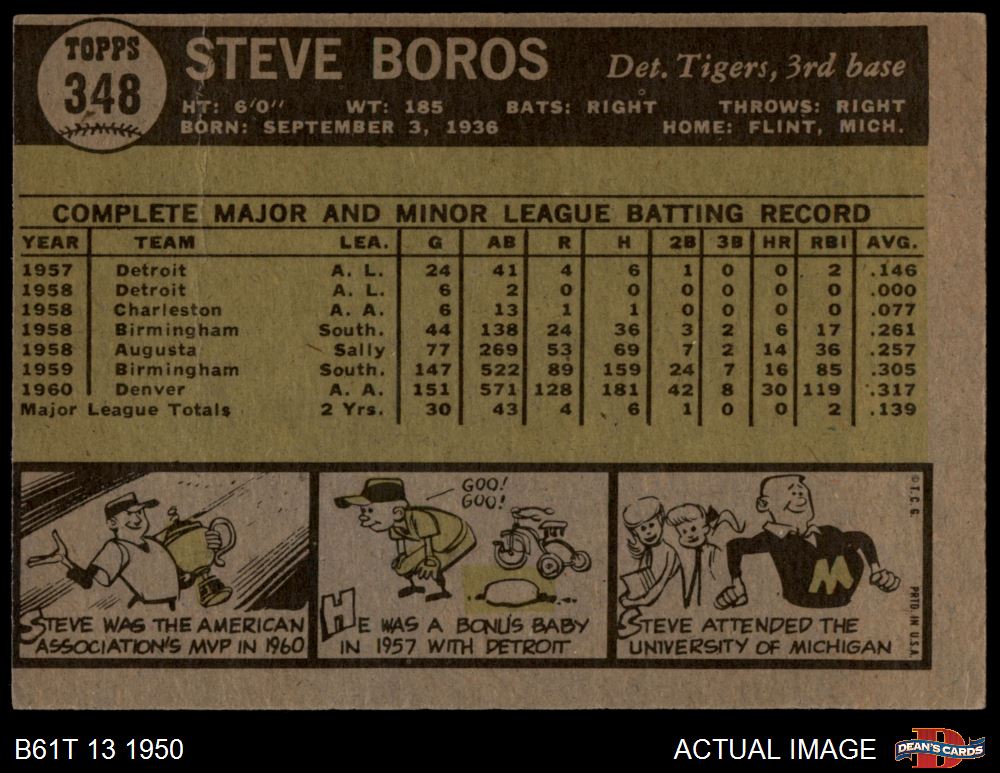 TOPPS
348
STEVE BOROS
Det. Tigers, 3rd base
HT: 6'0" WT: 185 BATS: RIGHT THROWS: RIGHT
BORN: SEPTEMBER 3, 1936 HOME: FLINT, MICH.
COMPLETE MAJOR AND MINOR LEAGUE BATTING RECORD
YEAR TEAM LEA. G AB R H 2B 3B HR RBI AVG.
1957 Detroit A. L. 24 41 4 6 1 0 0 2 .146
1958 Detroit A. L. 6 2 0 0 0 0 0 0 .000
1958 Charleston A. A. 6 13 1 1 0 0 0 0 .077
1958 Birmingham South. 44 138 24 36 3 2 6 17 .261
1958 Augusta Sally 77 269 53 69 7 2 14 36 .257
1959 Birmingham South. 147 522 89 159 24 7 16 85 .305
1960 Denver A. A. 151 571 128 181 42 8 30 119 .317
Major League Totals 2 Yrs. 30 43 4 6 1 0 0 2 .139
STEVE WAS THE AMERICAN
ASSOCIATION'S MVP IN 1960
GOO!
GOO!
HE WAS A BONUS BABY
IN 1957 WITH DETROIT
M
STEVE ATTENDED THE
UNIVERSITY OF MICHIGAN
© T. C. G.
PRTD. IN U.S.A.
B61T 13 1950
ACTUAL IMAGE
D
DEAN'S CARDS